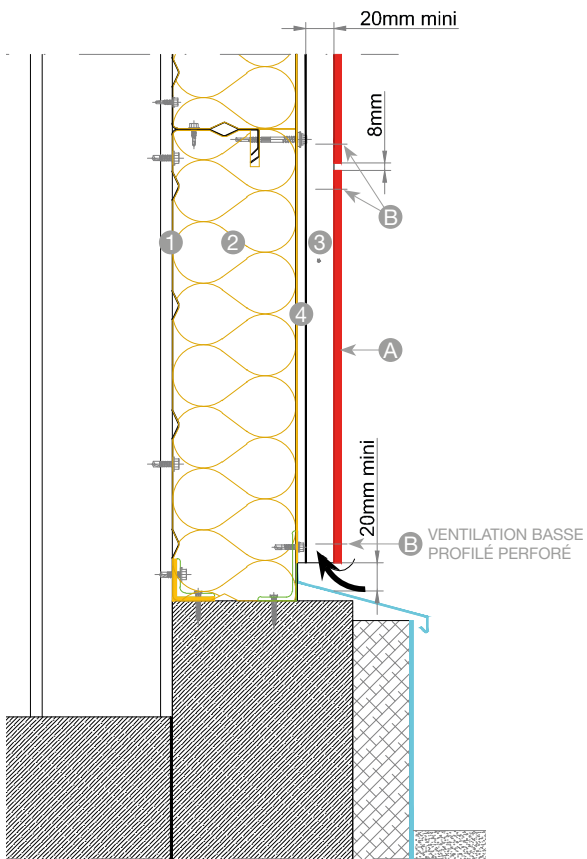 20mm mini
8mm
B
1
2
3
4
A
20mm mini
B VENTILATION BASSE
PROFILÉ PERFORÉ